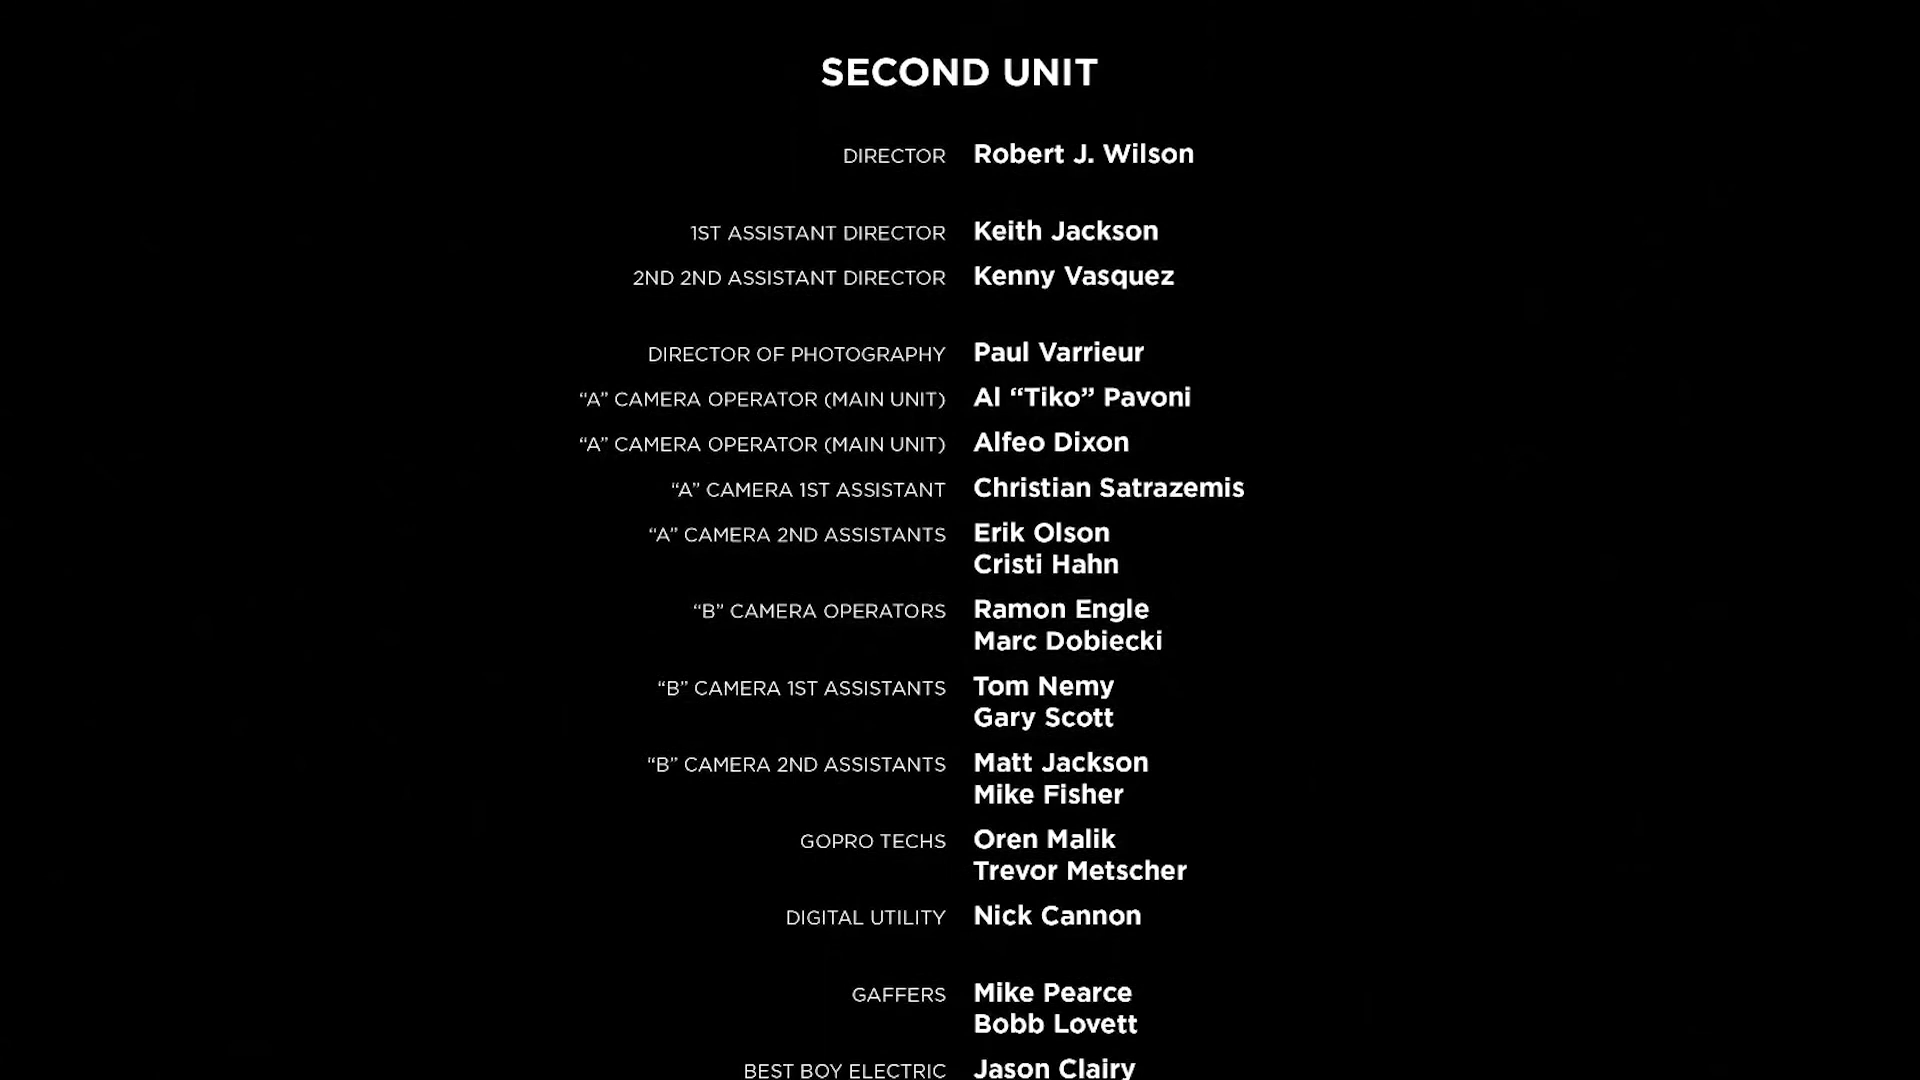 SECOND UNIT
DIRECTOR Robert J. Wilson
1ST ASSISTANT DIRECTOR Keith Jackson
2ND 2ND ASSISTANT DIRECTOR Kenny Vasquez
DIRECTOR OF PHOTOGRAPHY Paul Varrieur
“A” CAMERA OPERATOR (MAIN UNIT) Al “Tiko” Pavoni
“A” CAMERA OPERATOR (MAIN UNIT) Alfeo Dixon
“A” CAMERA 1ST ASSISTANT Christian Satrazemis
“A” CAMERA 2ND ASSISTANTS Erik Olson
Cristi Hahn
“B” CAMERA OPERATORS Ramon Engle
Marc Dobiecki
“B” CAMERA 1ST ASSISTANTS Tom Nemy
Gary Scott
“B” CAMERA 2ND ASSISTANTS Matt Jackson
Mike Fisher
GOPRO TECHS Oren Malik
Trevor Metscher
DIGITAL UTILITY Nick Cannon
GAFFERS Mike Pearce
Bobb Lovett
BEST BOY ELECTRIC Jason Clairy